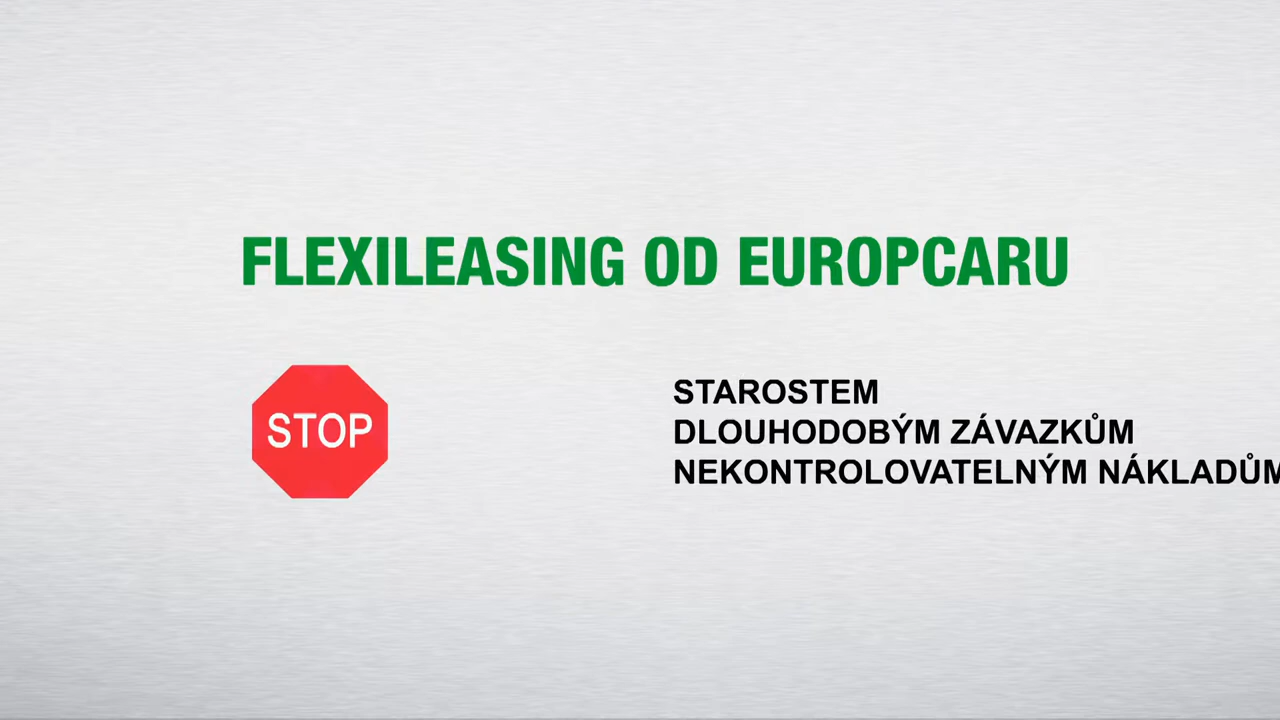 FLEXILEASING OD EUROPCARU
STOP
STAROSTEM
DLOUHODOBÝM ZÁVAZKŮM
NEKONTROLOVATELNÝM NÁKLADŮM